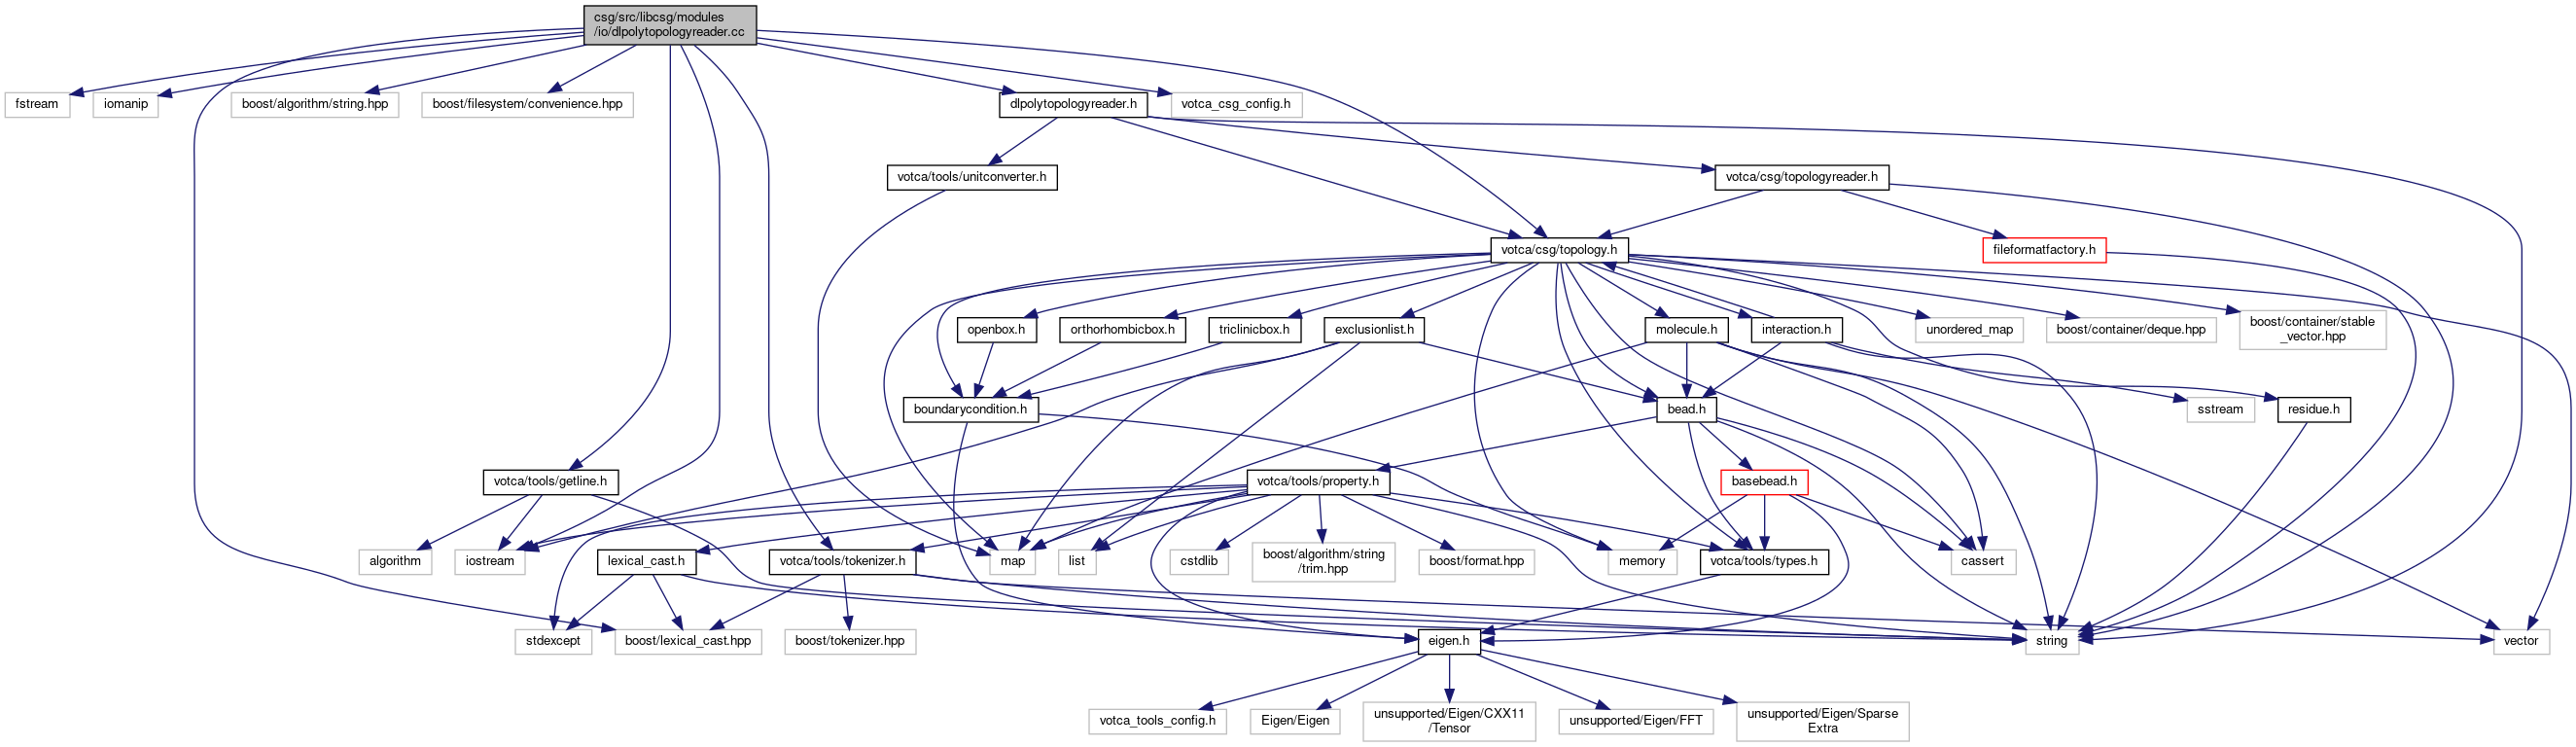 csg/src/libcsg/modules
/io/dlpolytopologyreader.cc
fstream
iomanip
boost/algorithm/string.hpp
boost/filesystem/convenience.hpp
dlpolytopologyreader.h
votca_csg_config.h
votca/tools/unitconverter.h
votca/csg/topologyreader.h
votca/csg/topology.h
fileformatfactory.h
openbox.h
orthorhombicbox.h
triclinicbox.h
exclusionlist.h
molecule.h
interaction.h
unordered_map
boost/container/deque.hpp
boost/container/stable
_vector.hpp
boundarycondition.h
bead.h
sstream
residue.h
votca/tools/getline.h
votca/tools/property.h
basebead.h
algorithm
iostream
lexical_cast.h
votca/tools/tokenizer.h
map
list
cstdlib
boost/algorithm/string
/trim.hpp
boost/format.hpp
memory
votca/tools/types.h
cassert
stdexcept
boost/lexical_cast.hpp
boost/tokenizer.hpp
eigen.h
string
vector
votca_tools_config.h
Eigen/Eigen
unsupported/Eigen/CXX11
/Tensor
unsupported/Eigen/FFT
unsupported/Eigen/Sparse
Extra